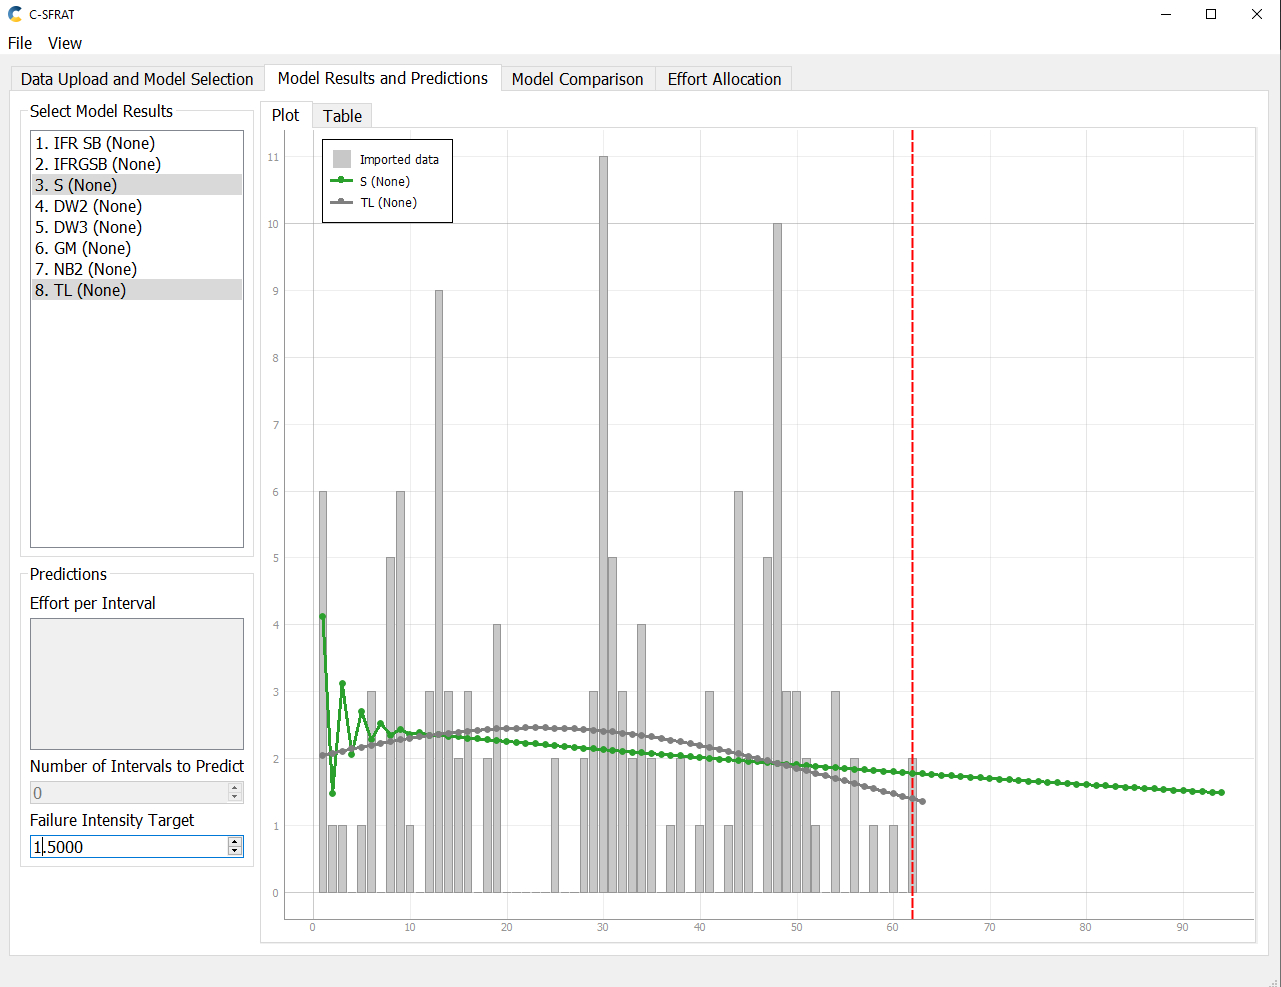 C-SFRAT
File View
Data Upload and Model Selection Model Results and Predictions Model Comparison Effort Allocation
Select Model Results
1. IFR SB (None)
2. IFRGSB (None)
3. S (None)
4. DW2 (None)
5. DW3 (None)
6. GM (None)
7. NB2 (None)
8. TL (None)
Predictions
Effort per Interval
Number of Intervals to Predict
0
Failure Intensity Target
1.5000
Plot Table
Imported data
S (None)
TL (None)
11
10
9
8
7
6
5
4
3
2
1
0
0 10 20 30 40 50 60 70 80 90